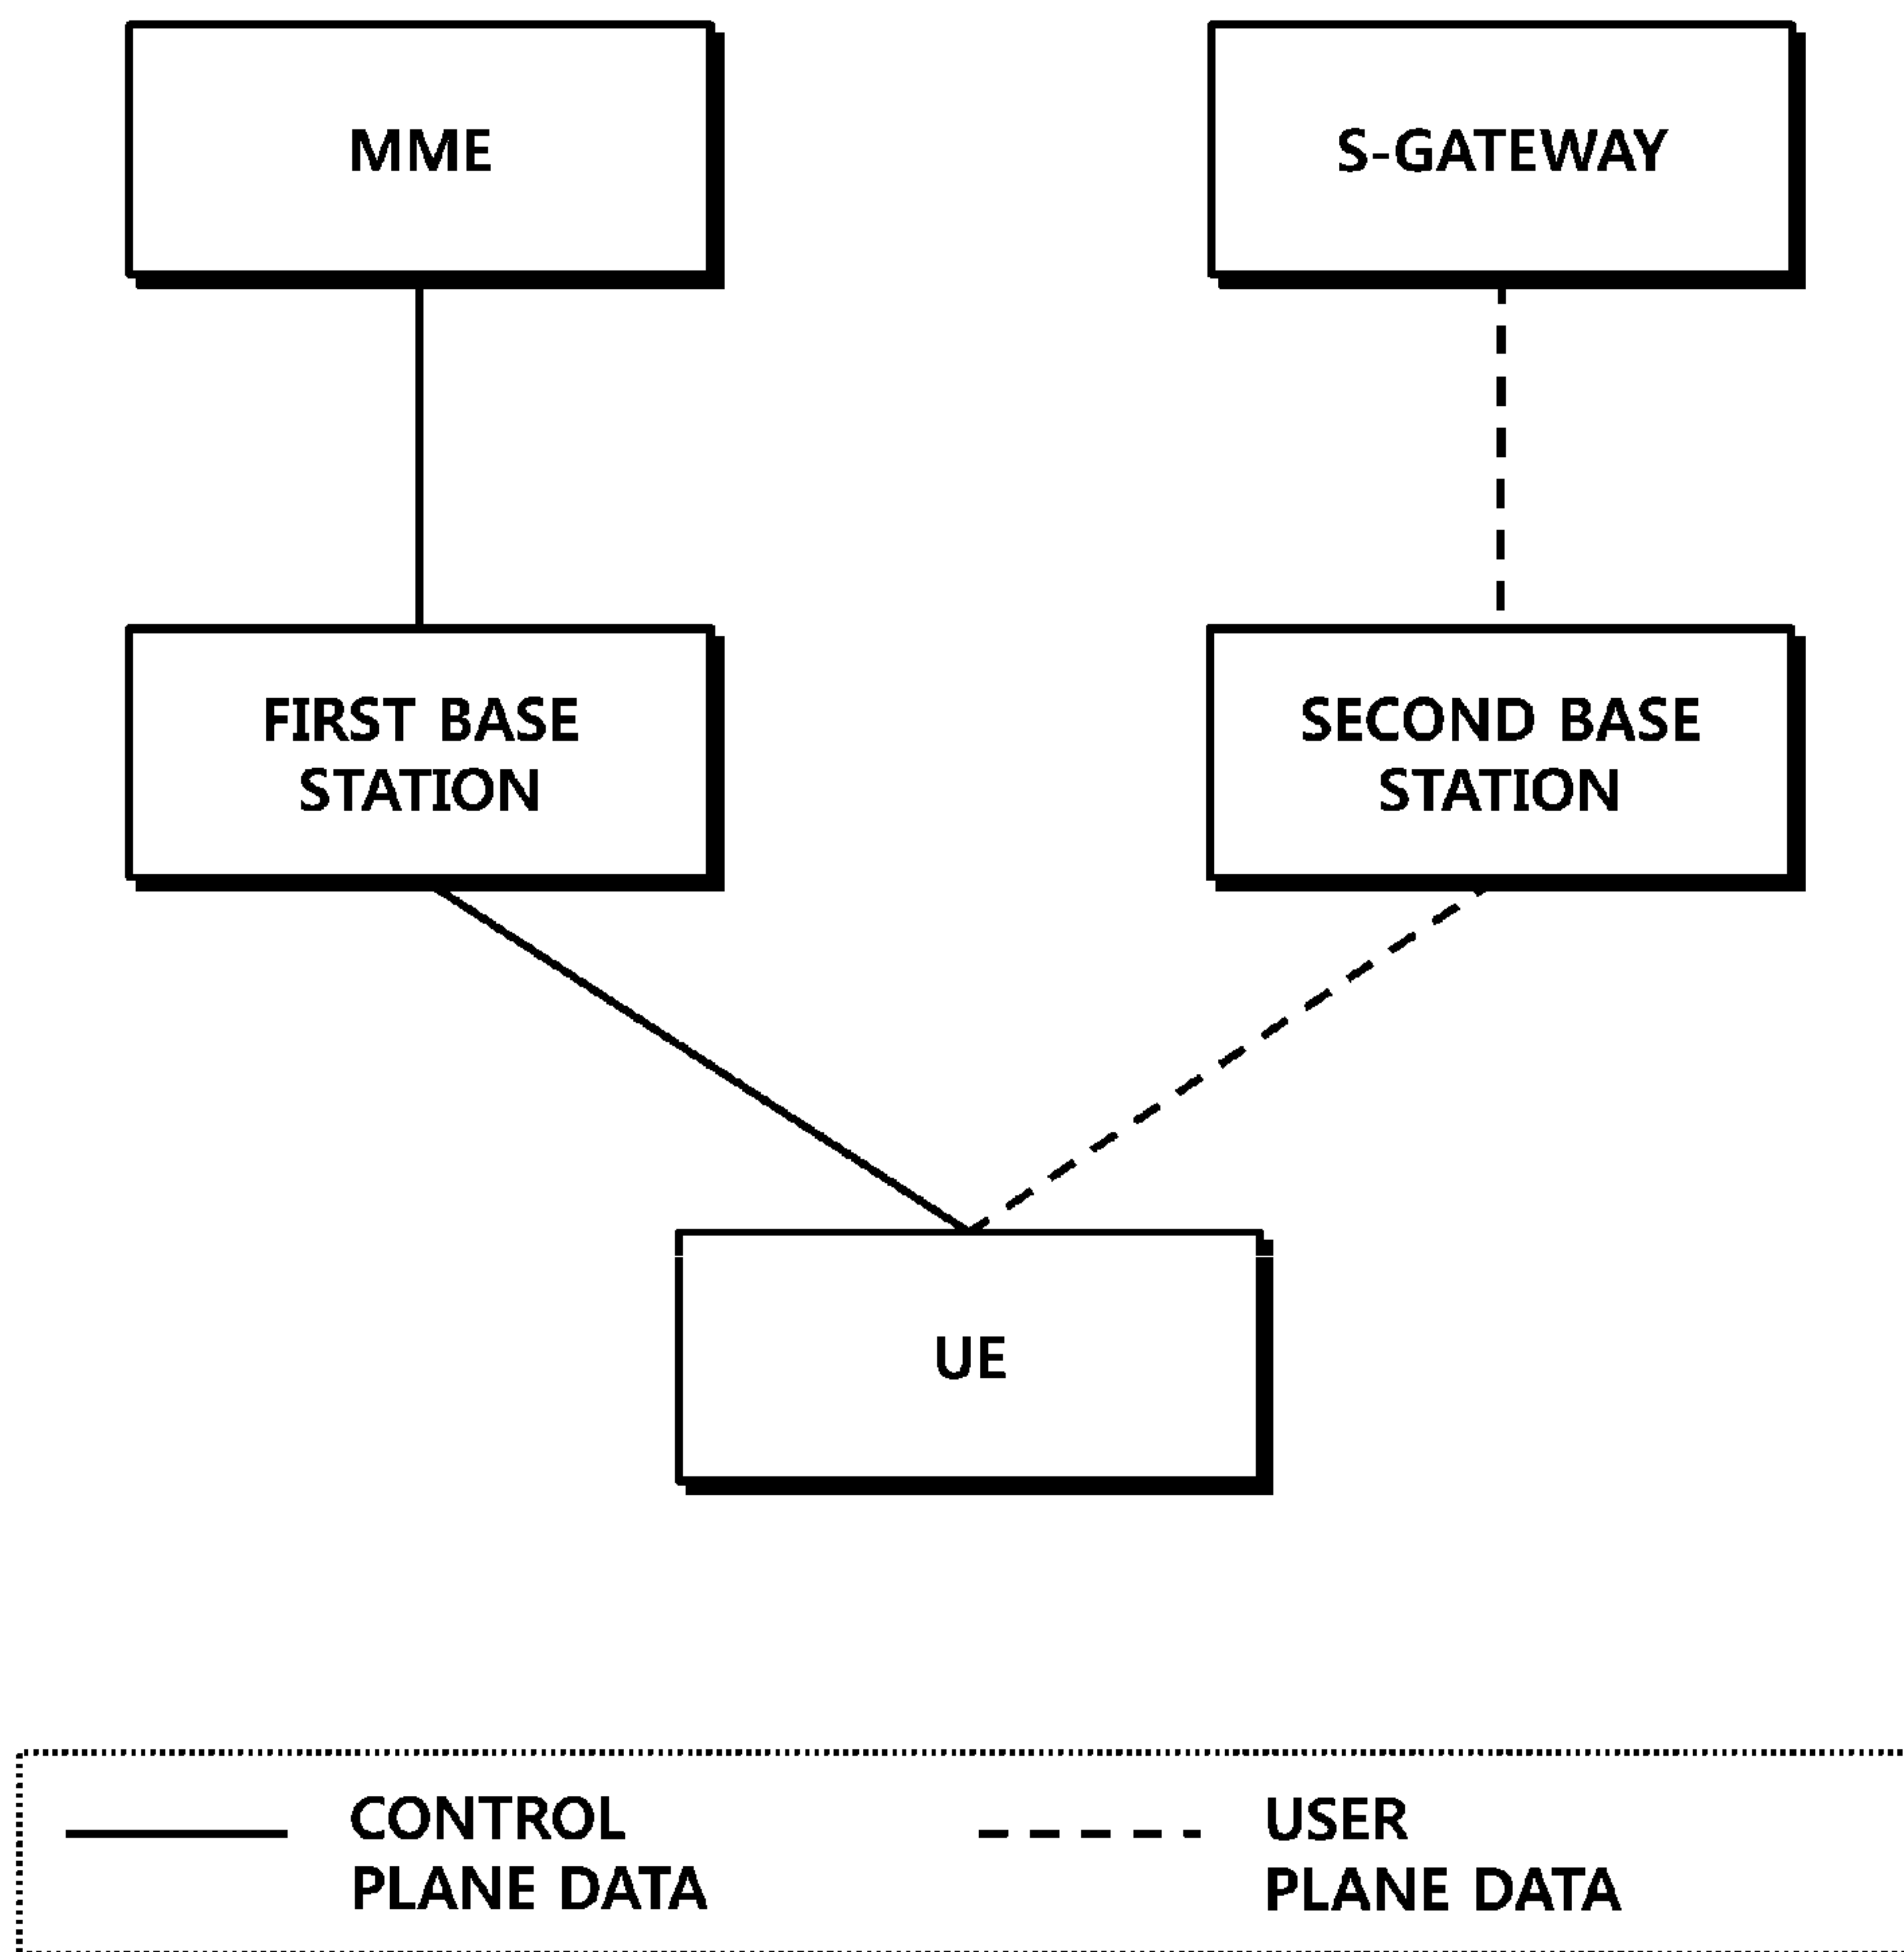 MME
S-GATEWAY
FIRST BASE
STATION
SECOND BASE
STATION
UE
CONTROL
PLANE DATA
USER
PLANE DATA